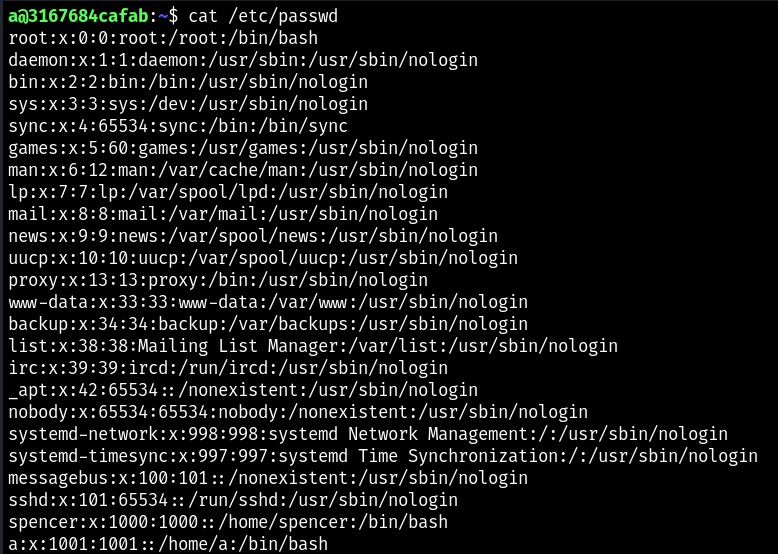 a@3167684cafab:~$ cat /etc/passwd
root:x:0:0:root:/root:/bin/bash
daemon:x:1:1:daemon:/usr/sbin:/usr/sbin/nologin
bin:x:2:2:bin:/bin:/usr/sbin/nologin
sys:x:3:3:sys:/dev:/usr/sbin/nologin
sync:x:4:65534:sync:/bin:/bin/sync
games:x:5:60:games:/usr/games:/usr/sbin/nologin
man:x:6:12:man:/var/cache/man:/usr/sbin/nologin
lp:x:7:7:lp:/var/spool/lpd:/usr/sbin/nologin
mail:x:8:8:mail:/var/mail:/usr/sbin/nologin
news:x:9:9:news:/var/spool/news:/usr/sbin/nologin
uucp:x:10:10:uucp:/var/spool/uucp:/usr/sbin/nologin
proxy:x:13:13:proxy:/bin:/usr/sbin/nologin
www-data:x:33:33:www-data:/var/www:/usr/sbin/nologin
backup:x:34:34:backup:/var/backups:/usr/sbin/nologin
list:x:38:38:Mailing List Manager:/var/list:/usr/sbin/nologin
irc:x:39:39:ircd:/run/ircd:/usr/sbin/nologin
_apt:x:42:65534::/nonexistent:/usr/sbin/nologin
nobody:x:65534:65534:nobody:/nonexistent:/usr/sbin/nologin
systemd-network:x:998:998:systemd Network Management:/:/usr/sbin/nologin
systemd-timesync:x:997:997:systemd Time Synchronization:/:/usr/sbin/nologin
messagebus:x:100:101::/nonexistent:/usr/sbin/nologin
sshd:x:101:65534::/run/sshd:/usr/sbin/nologin
spencer:x:1000:1000::/home/spencer:/bin/bash
a:x:1001:1001::/home/a:/bin/bash